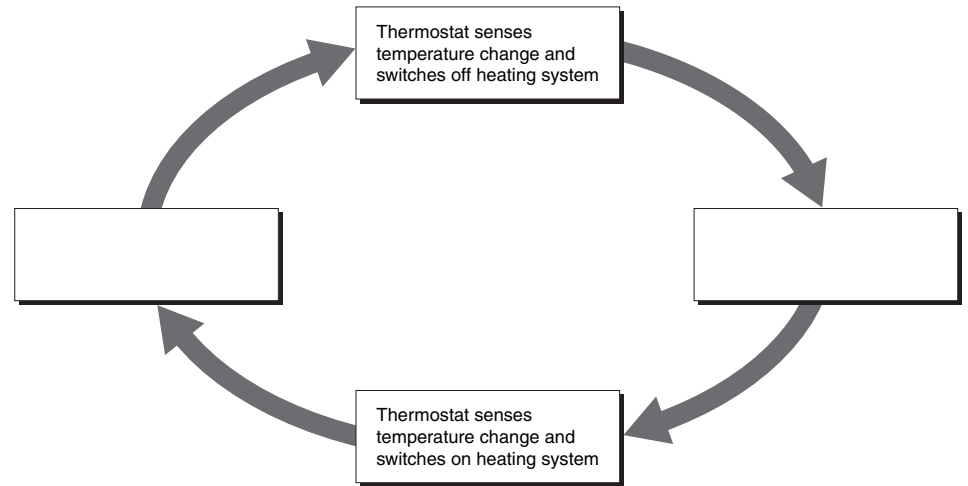 Thermostat senses
temperature change and
switches off heating system
Thermostat senses
temperature change and
switches on heating system